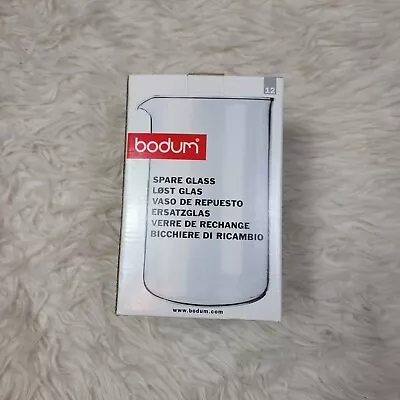 12
bodum
SPARE GLASS
LØST GLAS
VASO DE REPUESTO
ERSATZGLAS
VERRE DE RECHANGE
BICCHIERE DI RICAMBIO
www.bodum.com